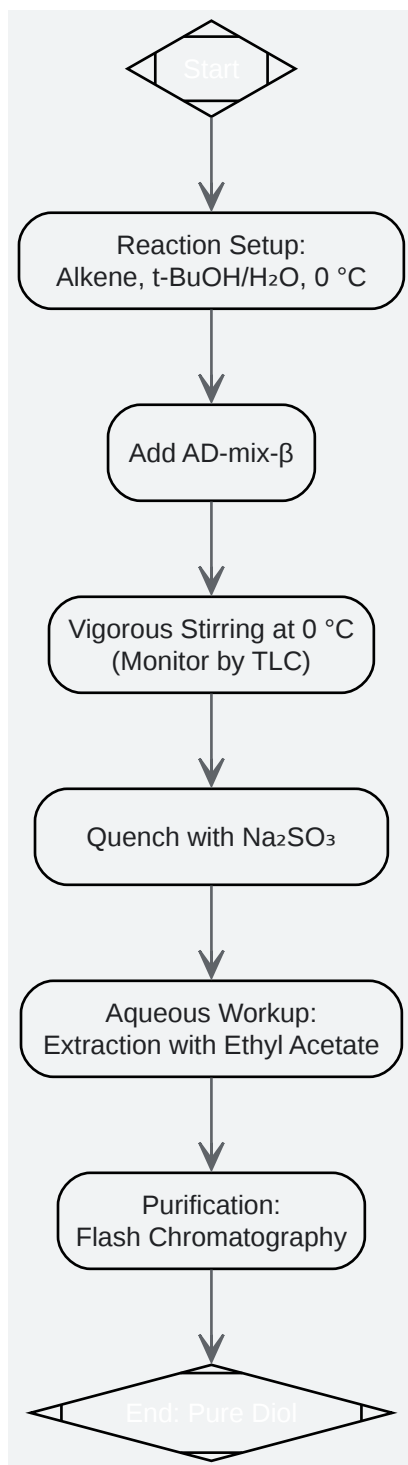 Start
Reaction Setup:
Alkene, t-BuOH/H₂O, 0 °C
Add AD-mix-β
Vigorous Stirring at 0 °C
(Monitor by TLC)
Quench with Na₂SO₃
Aqueous Workup:
Extraction with Ethyl Acetate
Purification:
Flash Chromatography
End: Pure Diol